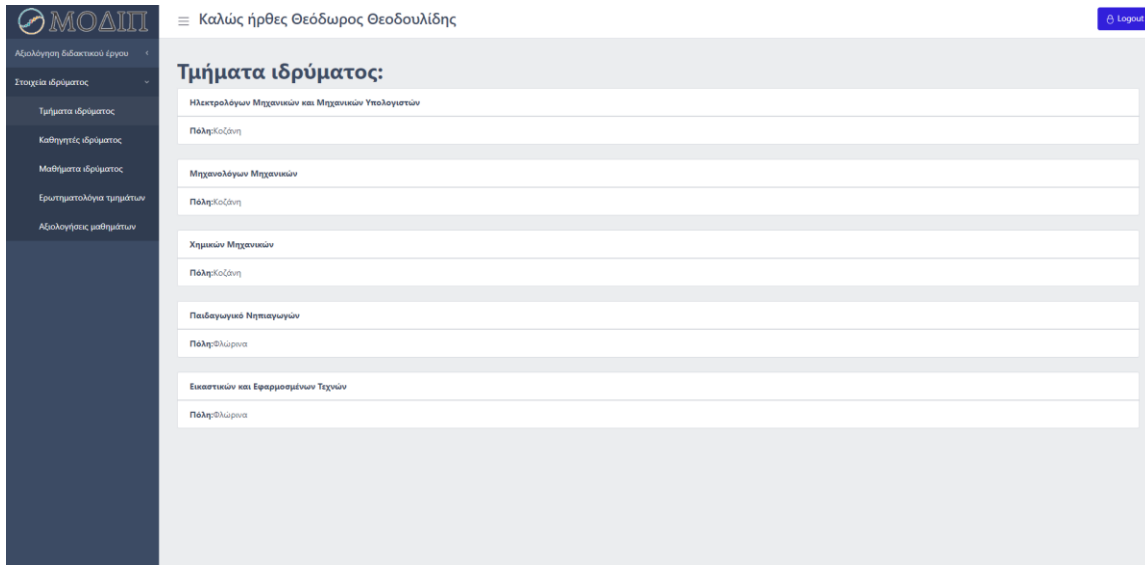 ΜΟΔΙΠ
Καλώς ήρθες Θεόδωρος Θεοδουλίδης
Logout
Αξιολόγηση διδακτικού έργου
Στοιχεία ιδρύματος
Τμήματα ιδρύματος
Καθηγητές ιδρύματος
Μαθήματα ιδρύματος
Ερωτηματολόγια τμημάτων
Αξιολογήσεις μαθημάτων
Τμήματα ιδρύματος:
Ηλεκτρολόγων Μηχανικών και Μηχανικών Υπολογιστών
Πόλη:Κοζάνη
Μηχανολόγων Μηχανικών
Πόλη:Κοζάνη
Χημικών Μηχανικών
Πόλη:Κοζάνη
Παιδαγωγικό Νηπιαγωγών
Πόλη:Φλώρινα
Εικαστικών και Εφαρμοσμένων Τεχνών
Πόλη:Φλώρινα